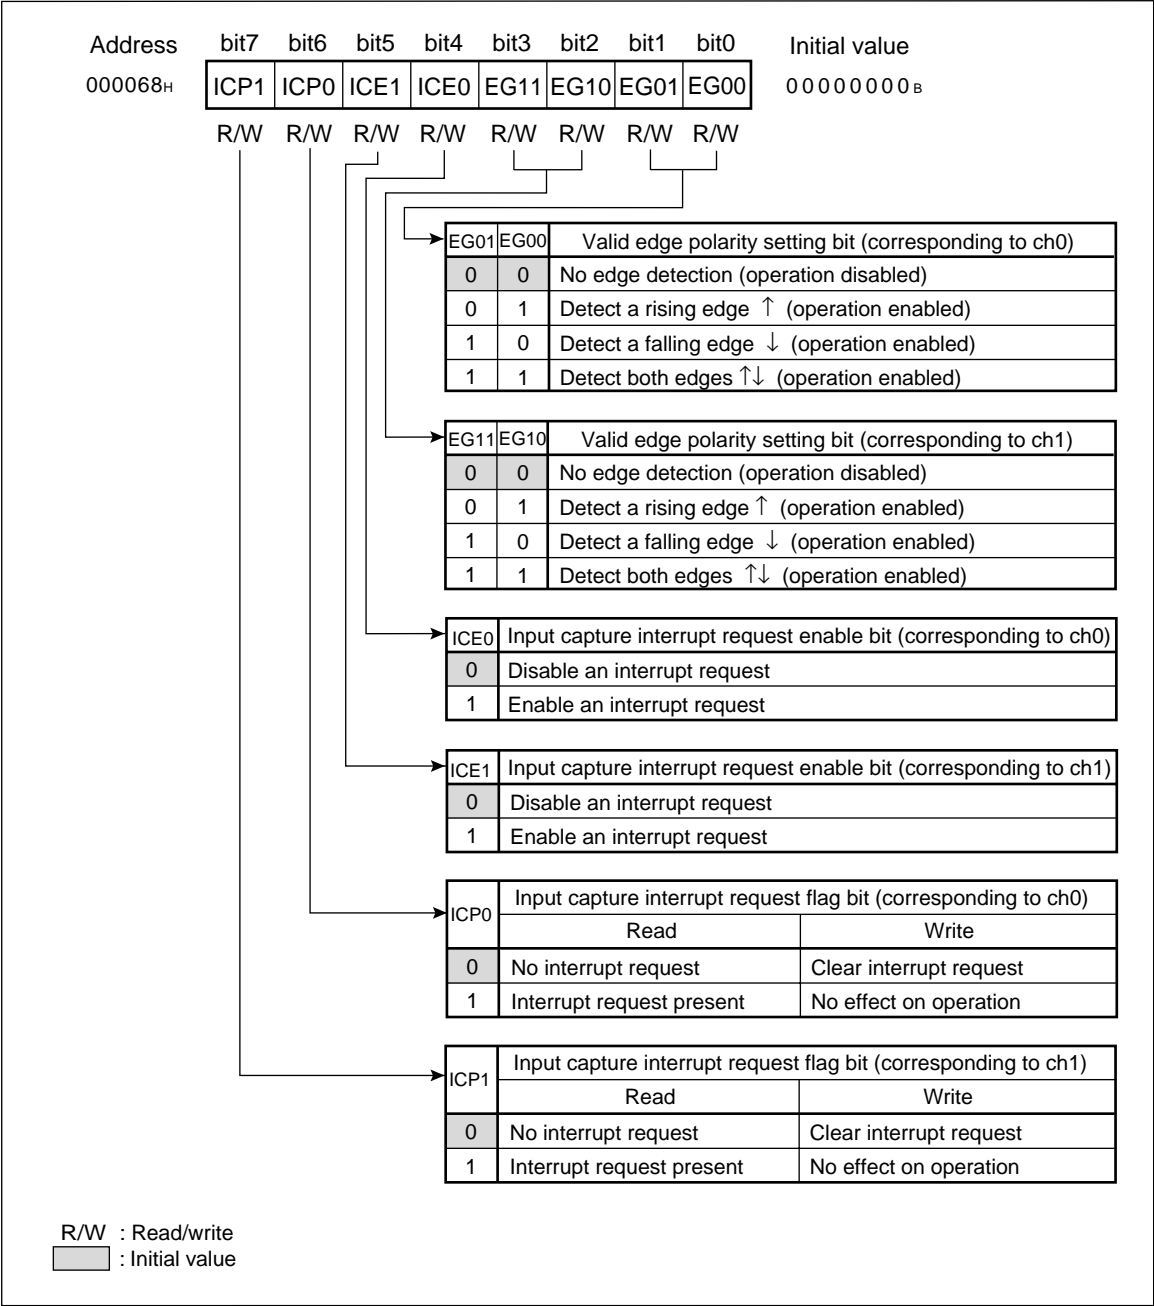 Address bit7 bit6 bit5 bit4 bit3 bit2 bit1 bit0 Initial value
000068H ICP1 ICP0 ICE1 ICE0 EG11 EG10 EG01 EG00 00000000B
R/W R/W R/W R/W R/W R/W R/W R/W
EG01 EG00 Valid edge polarity setting bit (corresponding to ch0)
0 0 No edge detection (operation disabled)
0 1 Detect a rising edge ↑ (operation enabled)
1 0 Detect a falling edge ↓ (operation enabled)
1 1 Detect both edges ↑↓ (operation enabled)
EG11 EG10 Valid edge polarity setting bit (corresponding to ch1)
0 0 No edge detection (operation disabled)
0 1 Detect a rising edge ↑ (operation enabled)
1 0 Detect a falling edge ↓ (operation enabled)
1 1 Detect both edges ↑↓ (operation enabled)
ICE0 Input capture interrupt request enable bit (corresponding to ch0)
0 Disable an interrupt request
1 Enable an interrupt request
ICE1 Input capture interrupt request enable bit (corresponding to ch1)
0 Disable an interrupt request
1 Enable an interrupt request
ICP0 Input capture interrupt request flag bit (corresponding to ch0)
Read Write
0 No interrupt request Clear interrupt request
1 Interrupt request present No effect on operation
ICP1 Input capture interrupt request flag bit (corresponding to ch1)
Read Write
0 No interrupt request Clear interrupt request
1 Interrupt request present No effect on operation
R/W : Read/write
: Initial value